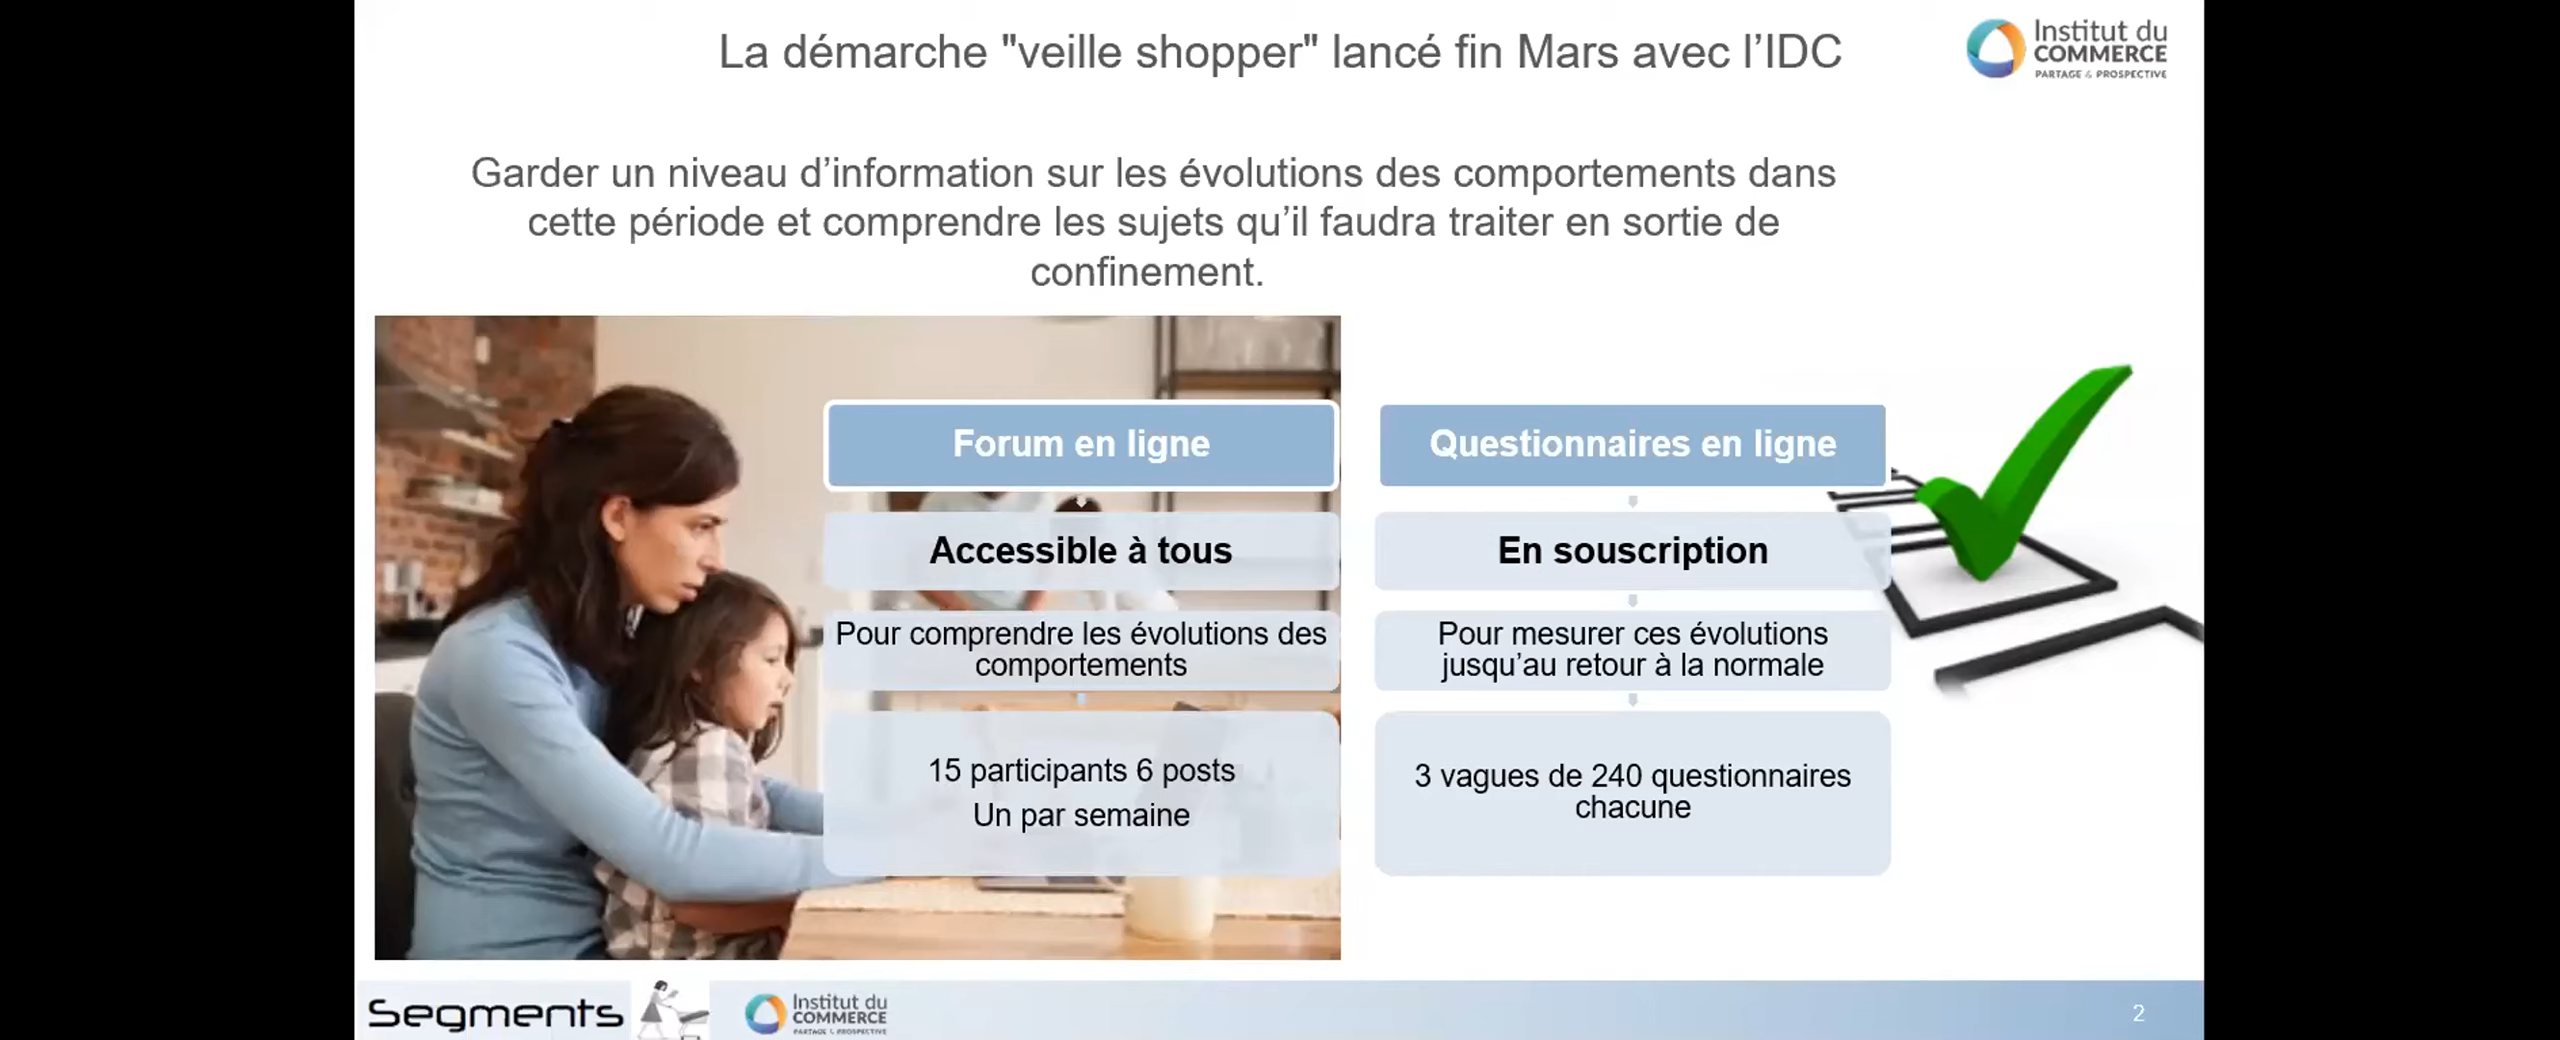 La démarche "veille shopper" lancé fin Mars avec l’IDC
Institut du
COMMERCE
PARTAGE & PROSPECTIVE
Garder un niveau d’information sur les évolutions des comportements dans
cette période et comprendre les sujets qu’il faudra traiter en sortie de
confinement.
Forum en ligne
Accessible à tous
Pour comprendre les évolutions des
comportements
15 participants 6 posts
Un par semaine
Questionnaires en ligne
En souscription
Pour mesurer ces évolutions
jusqu’au retour à la normale
3 vagues de 240 questionnaires
chacune
Segments
Institut du
COMMERCE
PARTAGE & PROSPECTIVE
2